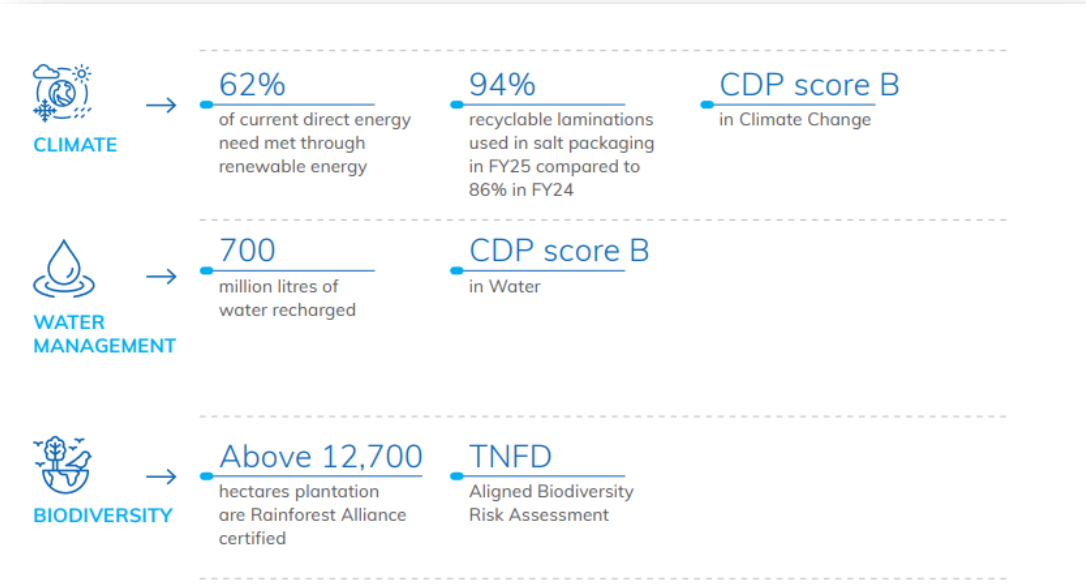 CLIMATE
62%
of current direct energy
need met through
renewable energy
94%
recyclable laminations
used in salt packaging
in FY25 compared to
86% in FY24
CDP score B
in Climate Change
WATER
MANAGEMENT
700
million litres of
water recharged
CDP score B
in Water
BIODIVERSITY
Above 12,700
hectares plantation
are Rainforest Alliance
certified
TNFD
Aligned Biodiversity
Risk Assessment